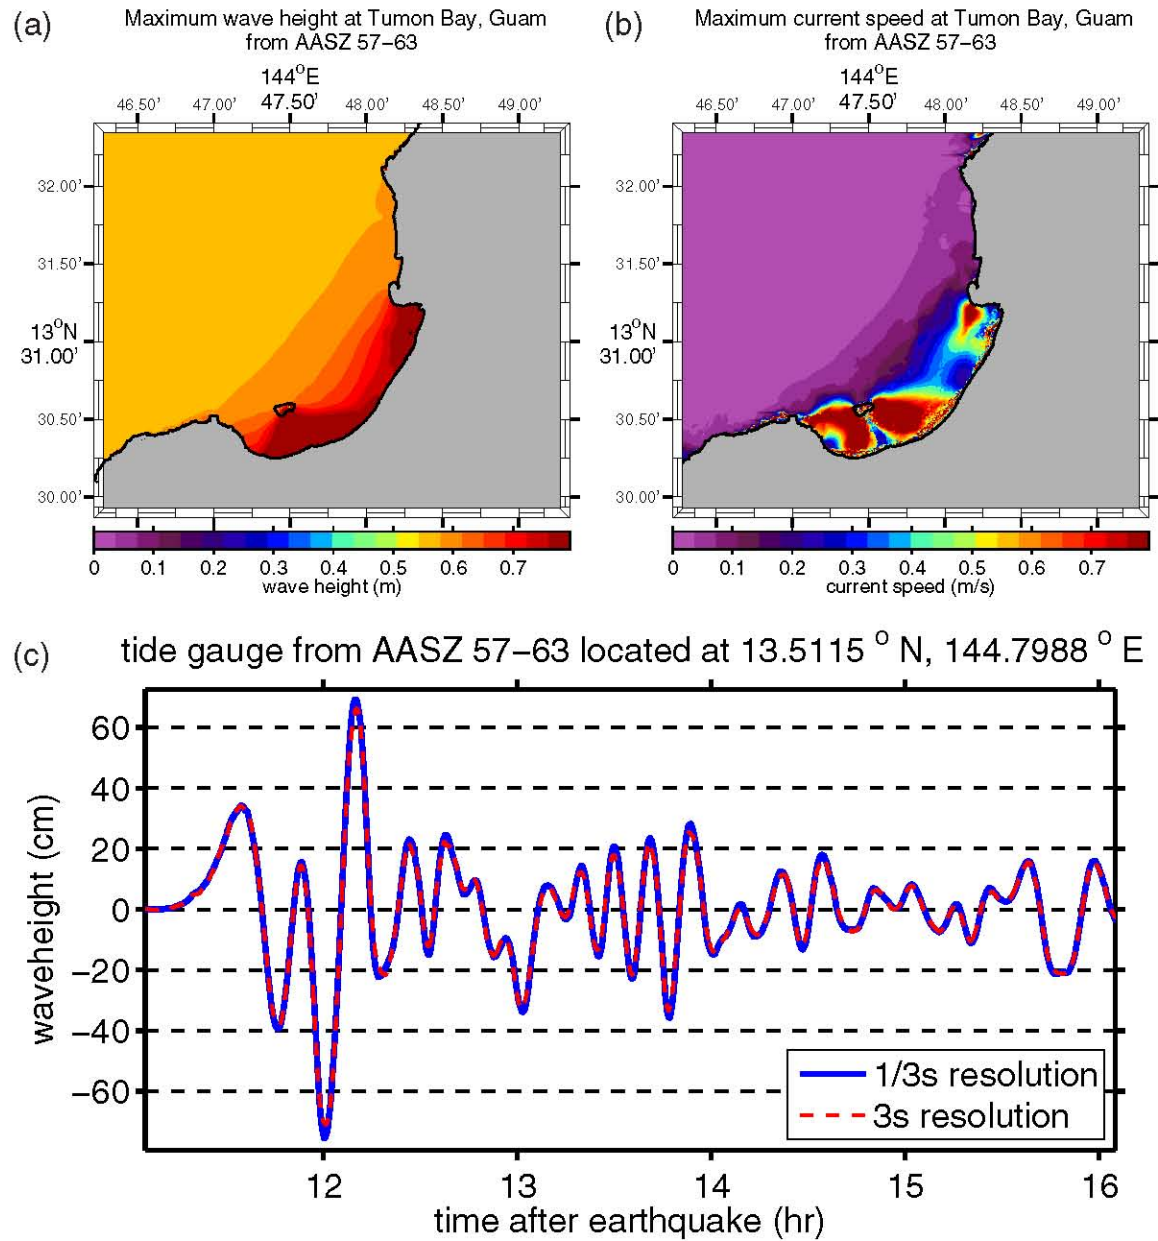 (a)
Maximum wave height at Tumon Bay, Guam
from AASZ 57−63
144°E
46.50' 47.00' 47.50' 48.00' 48.50' 49.00'
32.00'
31.50'
13°N
31.00'
30.50'
30.00'
0 0.1 0.2 0.3 0.4 0.5 0.6 0.7
wave height (m)
(b)
Maximum current speed at Tumon Bay, Guam
from AASZ 57−63
144°E
46.50' 47.00' 47.50' 48.00' 48.50' 49.00'
32.00'
31.50'
13°N
31.00'
30.50'
30.00'
0 0.1 0.2 0.3 0.4 0.5 0.6 0.7
current speed (m/s)
(c)
tide gauge from AASZ 57−63 located at 13.5115 ° N, 144.7988 ° E
60
40
20
0
−20
−40
−60
waveheight (cm)
1/3s resolution
3s resolution
12 13 14 15 16
time after earthquake (hr)